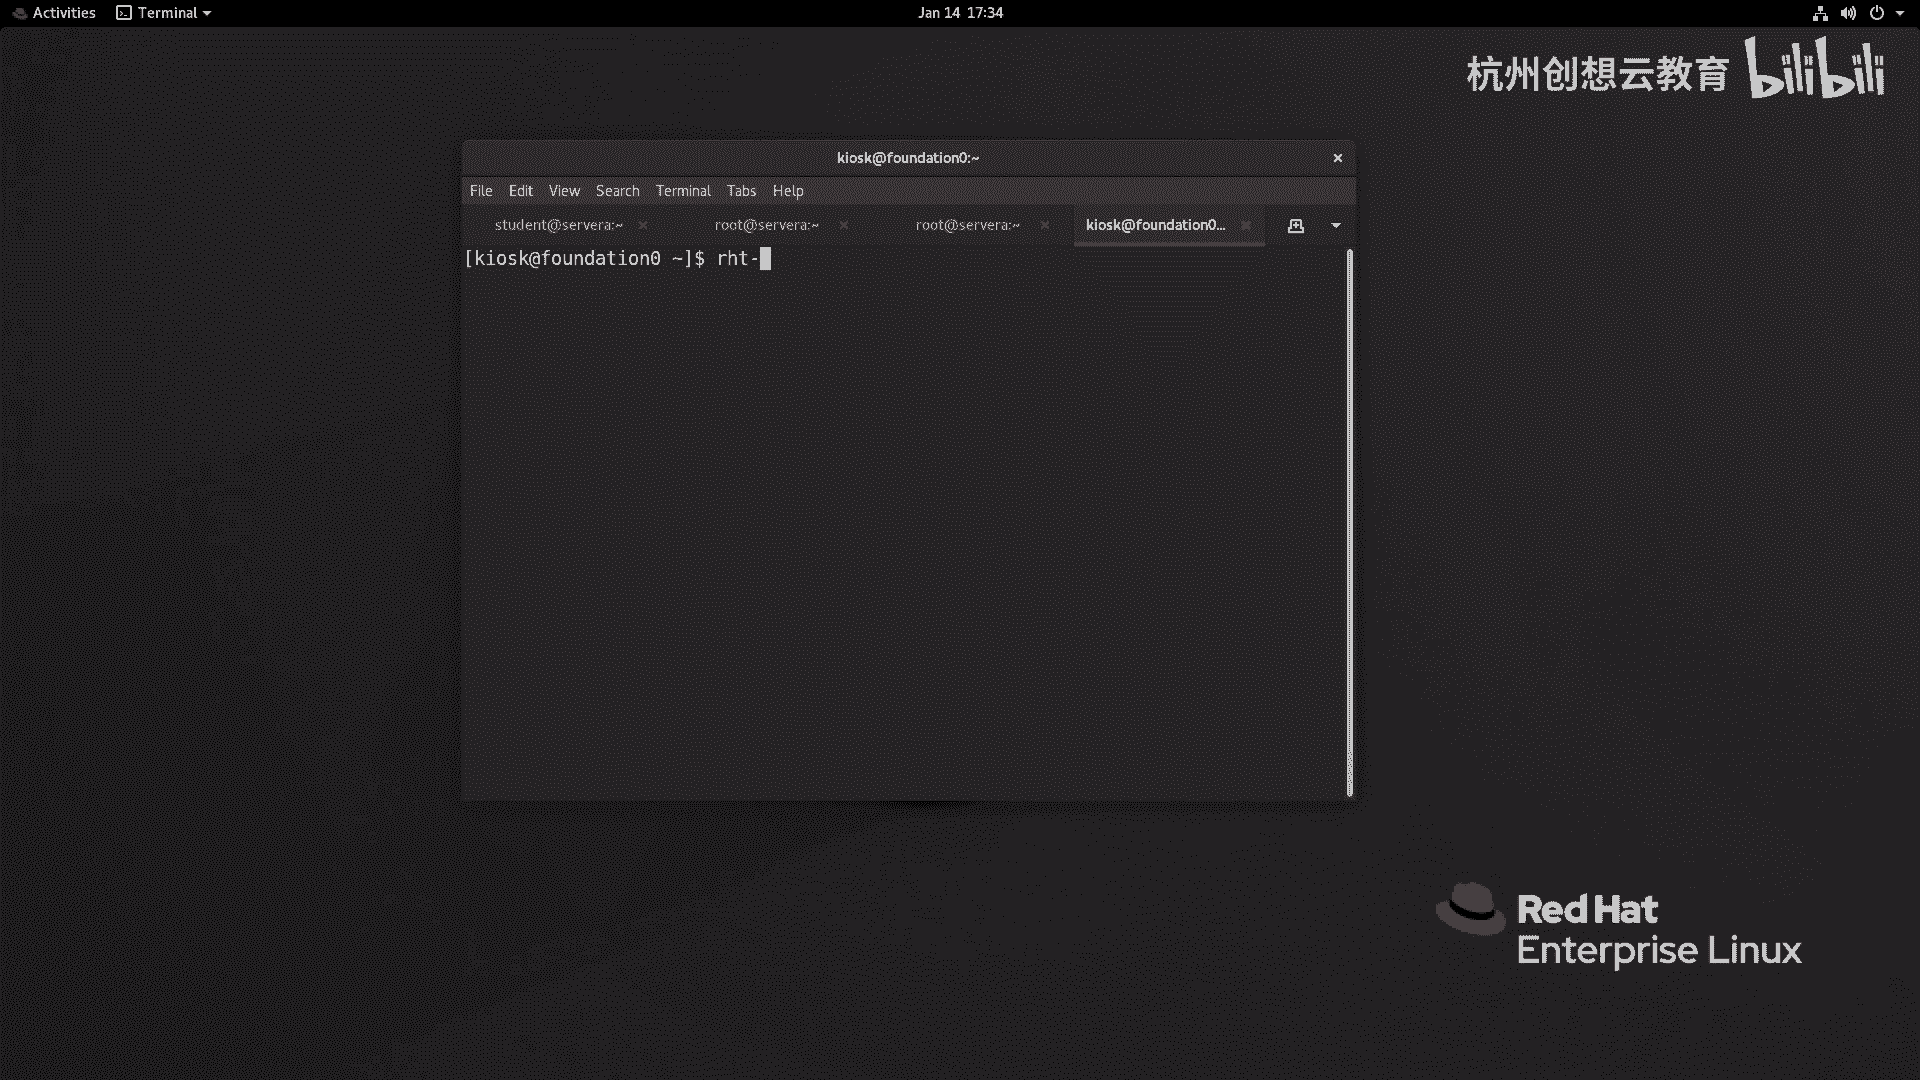 Activities Terminal Jan 14 17:34
杭州创想云教育 bilibili
kiosk@foundation0:~
File Edit View Search Terminal Tabs Help
student@servera:~ root@servera:~ root@servera:~ kiosk@foundation0...
[kiosk@foundation0 ~]$ rht-
Red Hat
Enterprise Linux